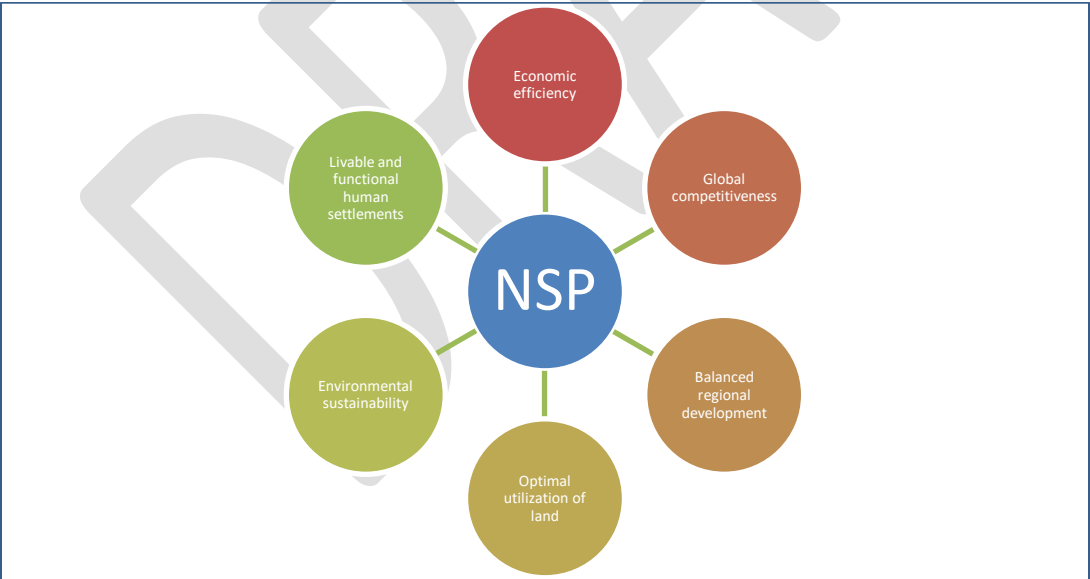 Economic
efficiency
Global
competitiveness
Balanced
regional
development
Optimal
utilization of
land
Environmental
sustainability
Livable and
functional
human
settlements
NSP